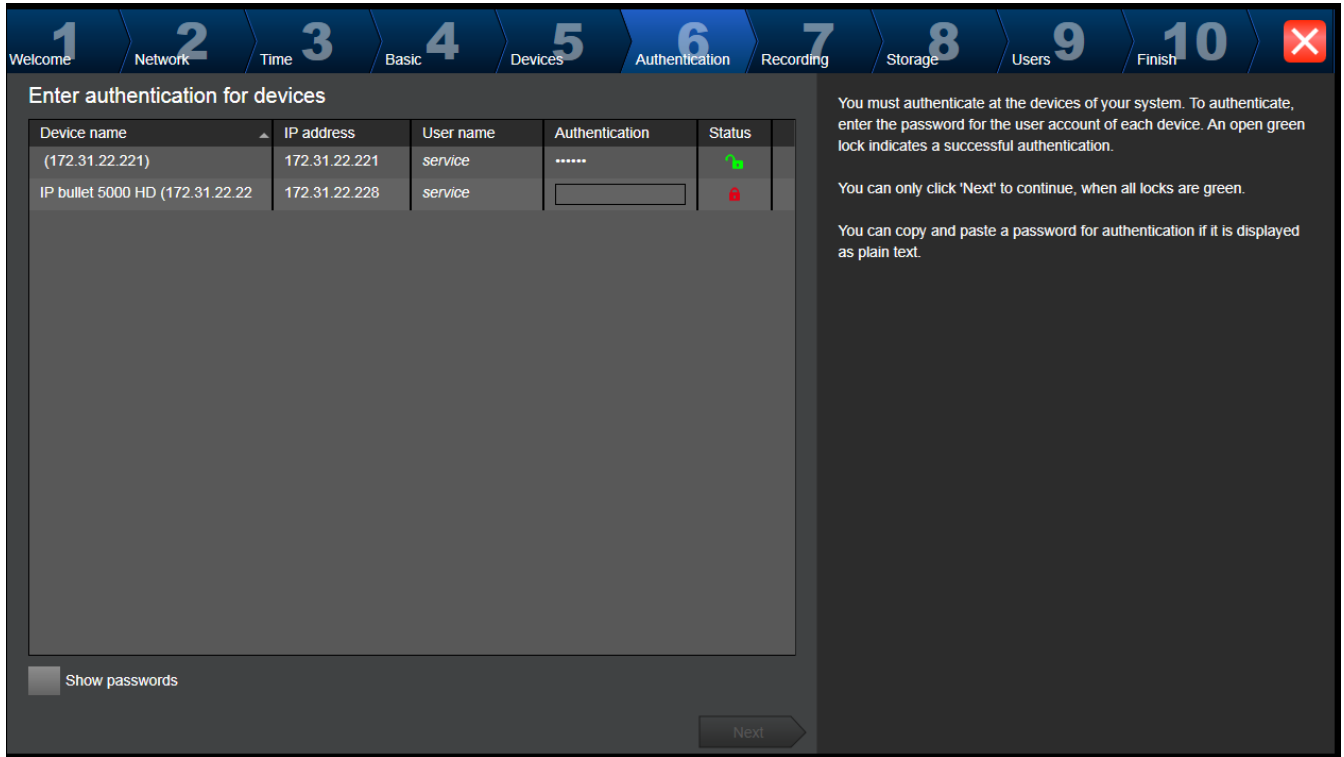 1 2 3 4 5 6 7 8 9 10
Welcome Network Time Basic Devices Authentication Recording Storage Users Finish
Enter authentication for devices
Device name IP address User name Authentication Status
(172.31.22.221) 172.31.22.221 service ••••••
IP bullet 5000 HD (172.31.22.22 172.31.22.228 service
Show passwords
Next
You must authenticate at the devices of your system. To authenticate,
enter the password for the user account of each device. An open green
lock indicates a successful authentication.
You can only click 'Next' to continue, when all locks are green.
You can copy and paste a password for authentication if it is displayed
as plain text.